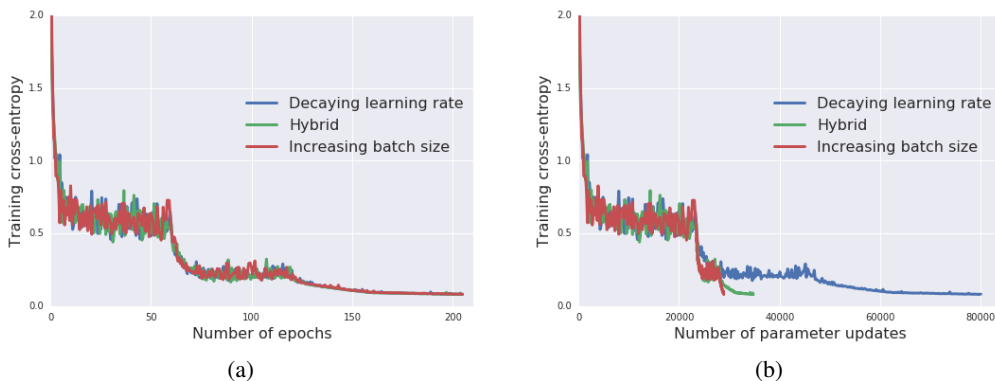 2.0
1.5
1.0
0.5
0.0
Training cross-entropy
Decaying learning rate
Hybrid
Increasing batch size
0 50 100 150 200
Number of epochs
(a)
2.0
1.5
1.0
0.5
0.0
Training cross-entropy
Decaying learning rate
Hybrid
Increasing batch size
0 20000 40000 60000 80000
Number of parameter updates
(b)